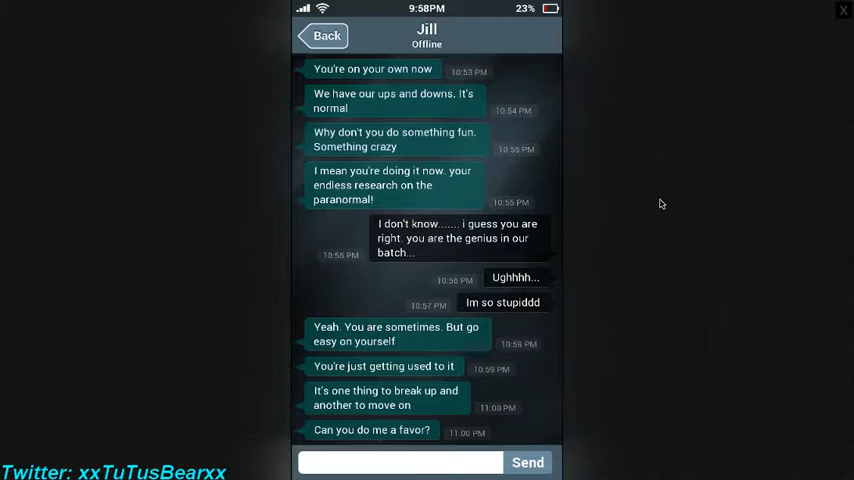 9:58PM
23%
X
Back
Jill
Offline
You're on your own now
10:53 PM
We have our ups and downs. It's
normal
10:54 PM
Why don't you do something fun.
Something crazy
10:55 PM
I mean you're doing it now. your
endless research on the
paranormal!
10:55 PM
I don't know....... i guess you are
right. you are the genius in our
batch...
10:56 PM
Ughhhh...
10:56 PM
Im so stupiddd
10:57 PM
Yeah. You are sometimes. But go
easy on yourself
10:59 PM
You're just getting used to it
10:59 PM
It's one thing to break up and
another to move on
11:00 PM
Can you do me a favor?
11:00 PM
Send
Twitter: xxTuTusBearxx